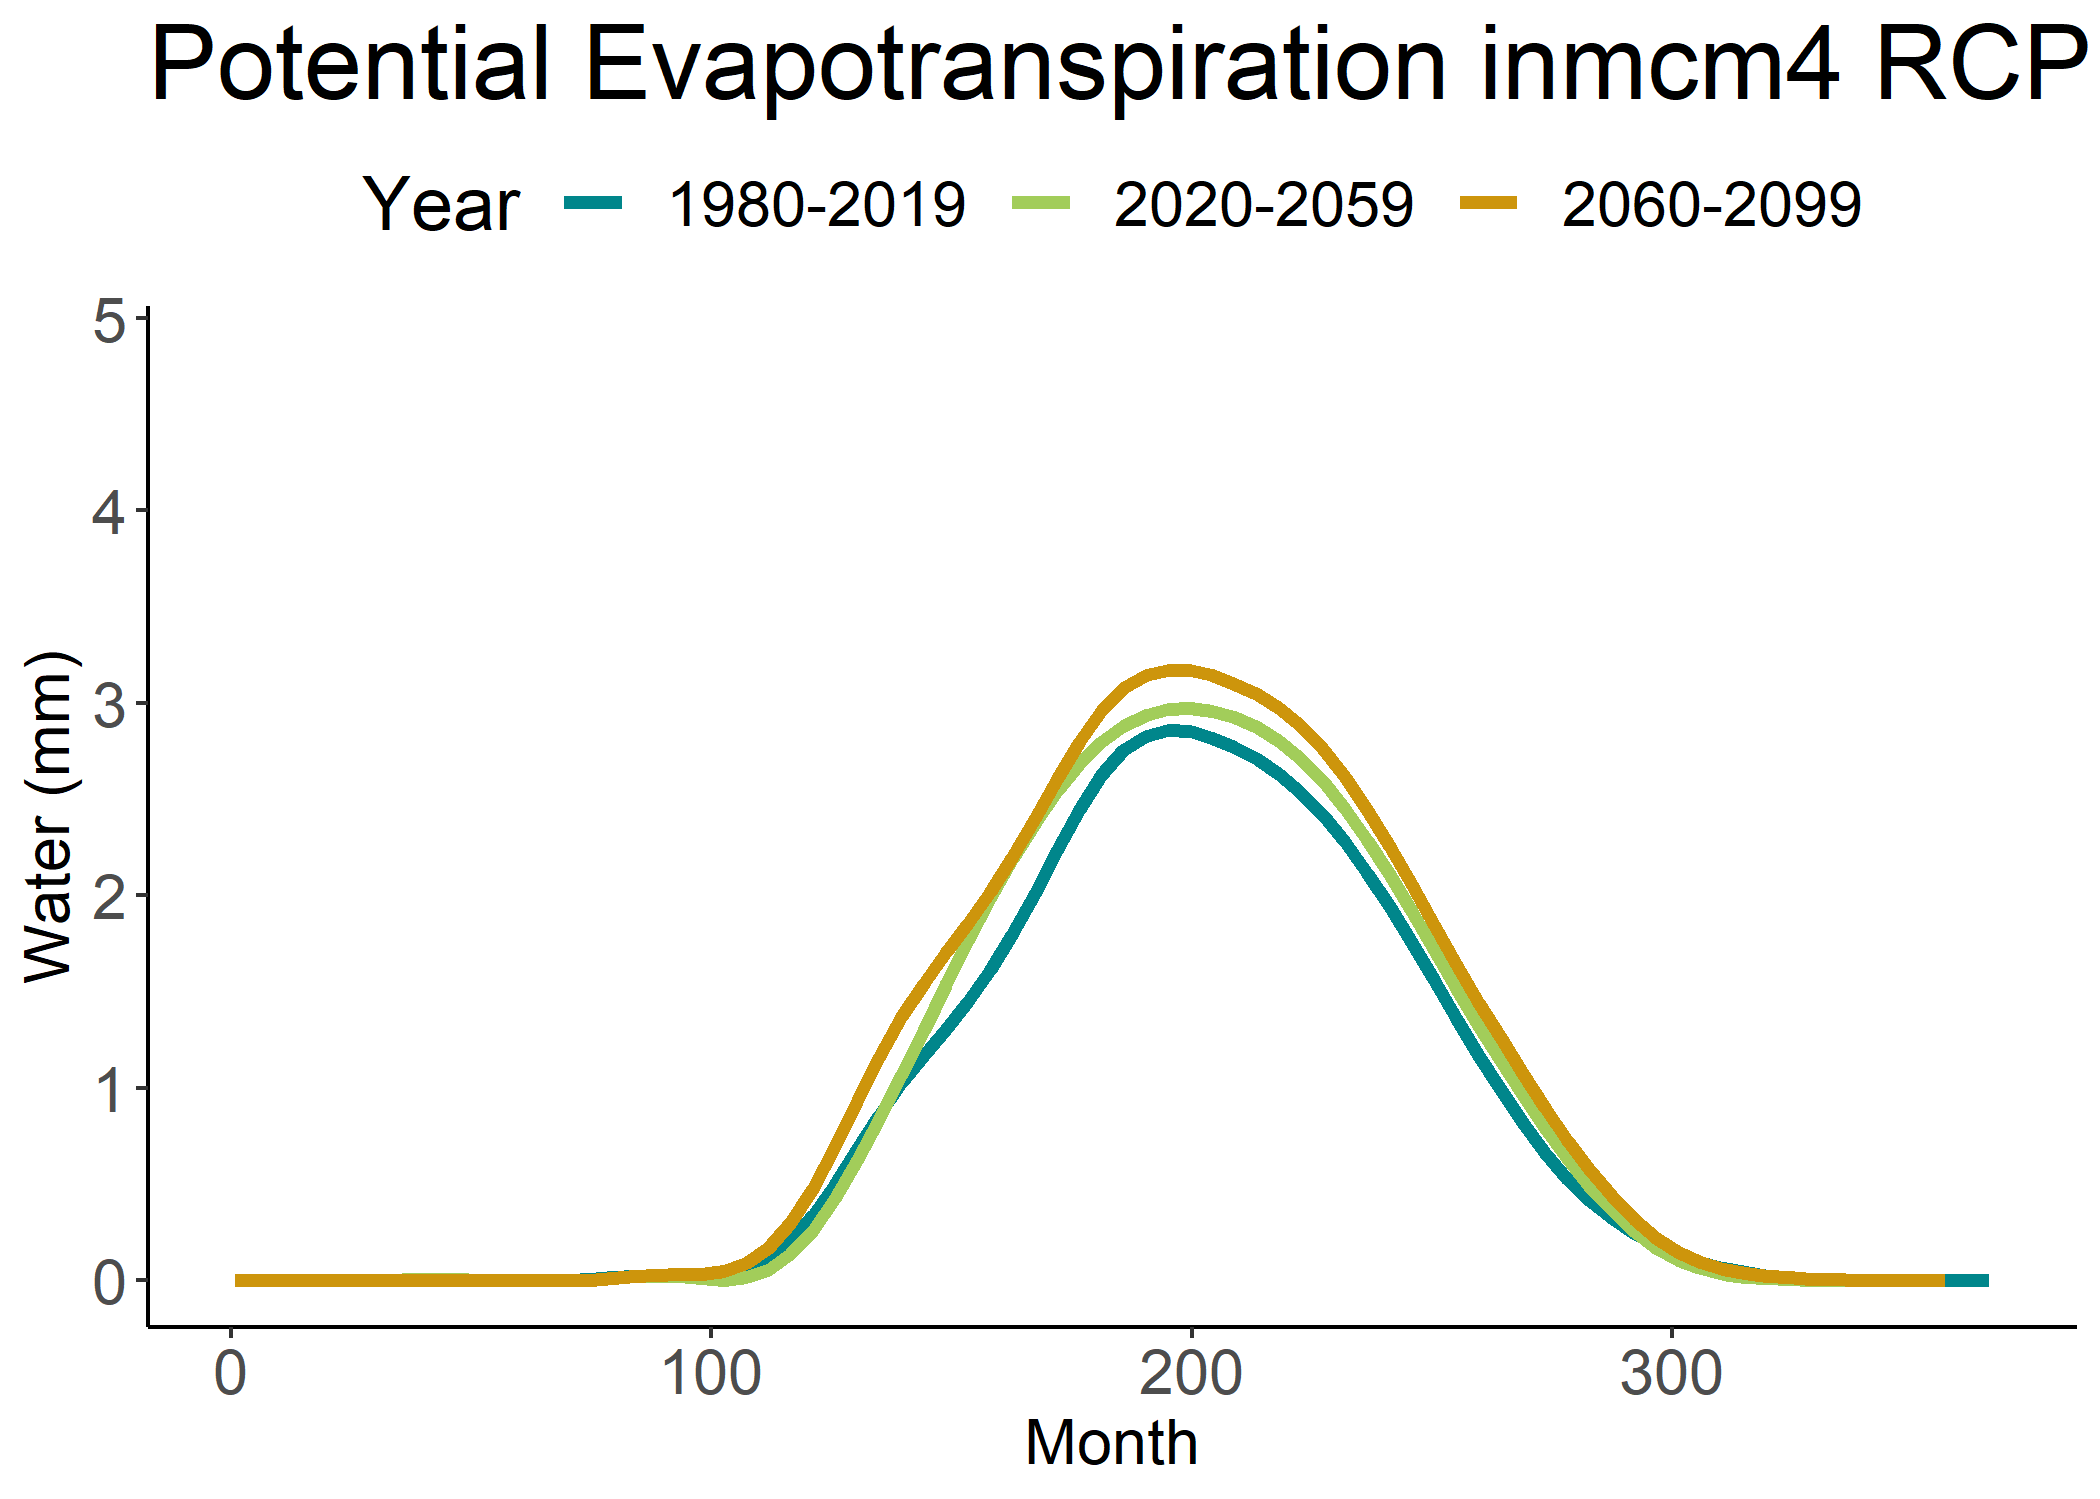 Potential Evapotranspiration inmcm4 RCP
Year 1980-2019 2020-2059 2060-2099
5
4
3
2
1
0
Water (mm)
0 100 200 300
Month